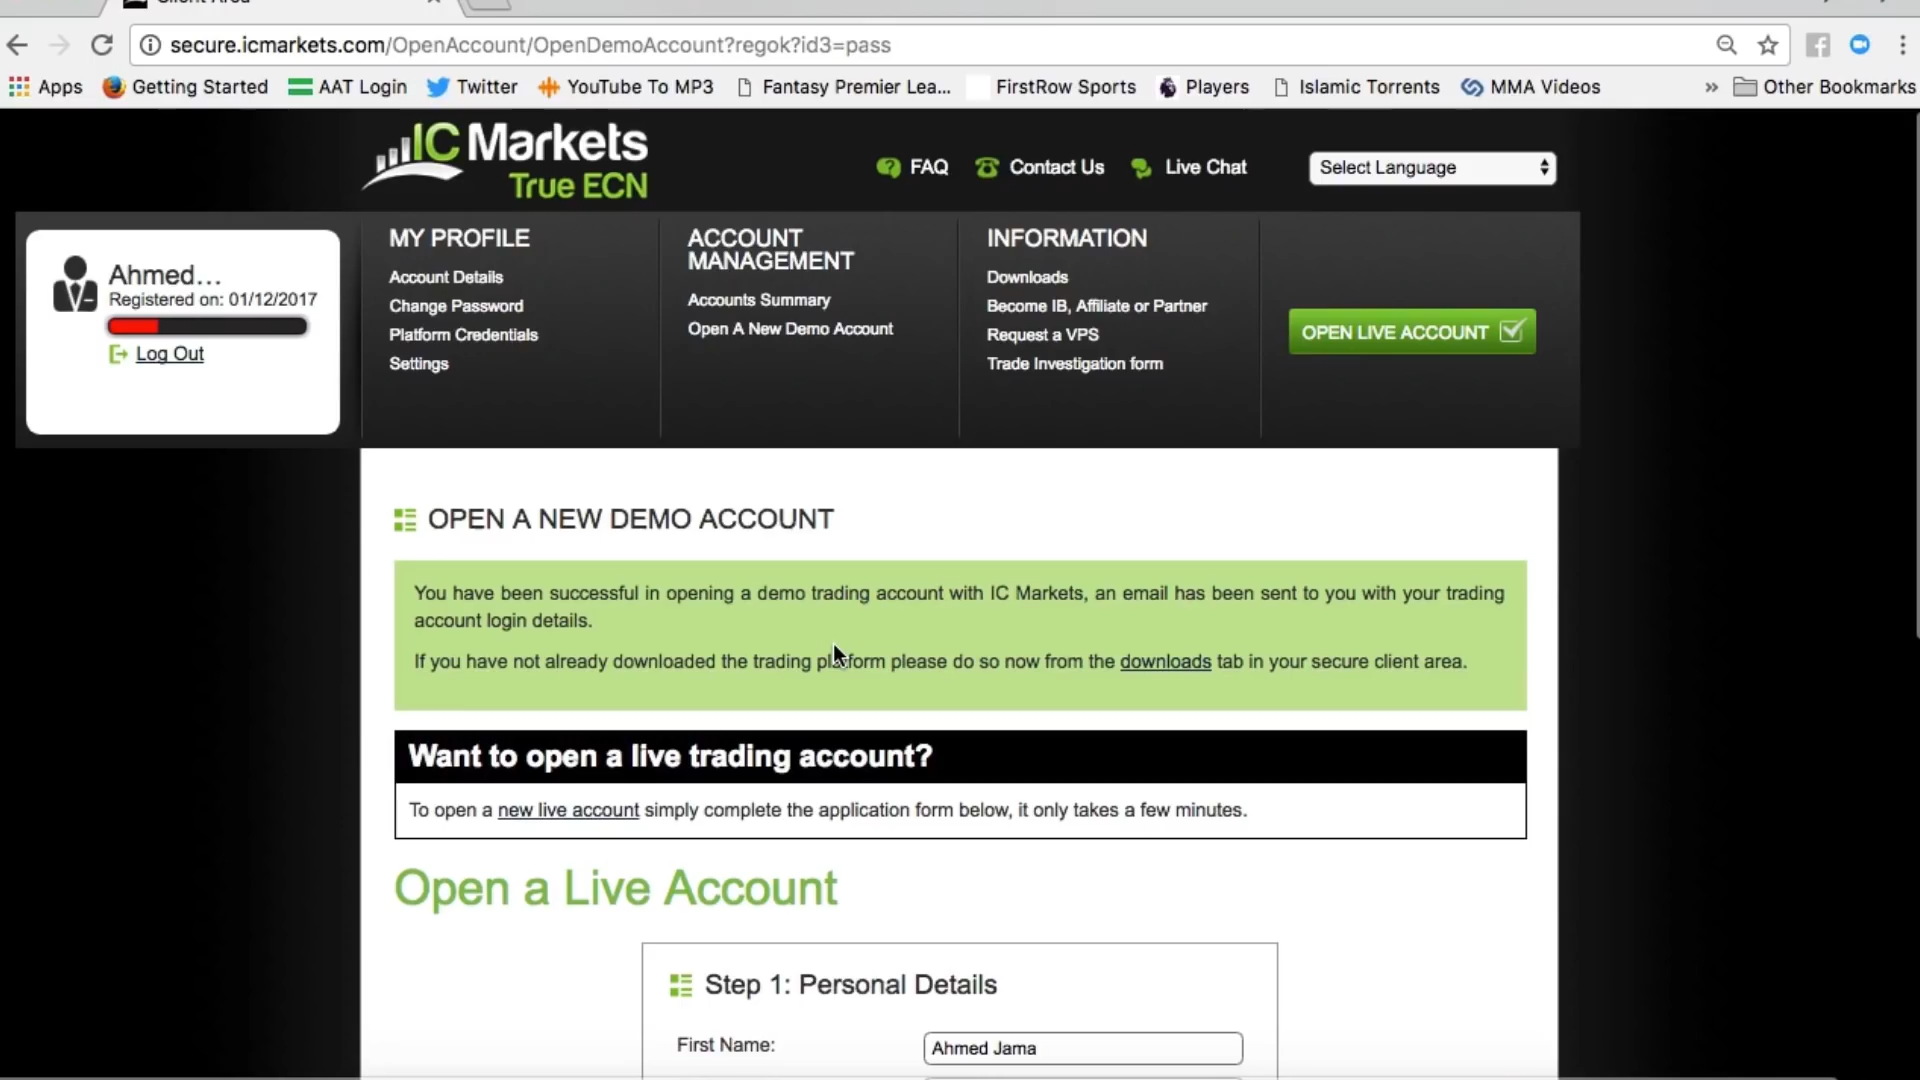 Client Area
secure.icmarkets.com/OpenAccount/OpenDemoAccount?regok?id3=pass
Apps Getting Started AAT Login Twitter YouTube To MP3 Fantasy Premier Lea... FirstRow Sports Players Islamic Torrents MMA Videos » Other Bookmarks
IC Markets
True ECN
FAQ Contact Us Live Chat Select Language
Ahmed...
Registered on: 01/12/2017
Log Out
MY PROFILE
Account Details
Change Password
Platform Credentials
Settings
ACCOUNT
MANAGEMENT
Accounts Summary
Open A New Demo Account
INFORMATION
Downloads
Become IB, Affiliate or Partner
Request a VPS
Trade Investigation form
OPEN LIVE ACCOUNT
OPEN A NEW DEMO ACCOUNT
You have been successful in opening a demo trading account with IC Markets, an email has been sent to you with your trading
account login details.
If you have not already downloaded the trading platform please do so now from the downloads tab in your secure client area.
Want to open a live trading account?
To open a new live account simply complete the application form below, it only takes a few minutes.
Open a Live Account
Step 1: Personal Details
First Name: Ahmed Jama